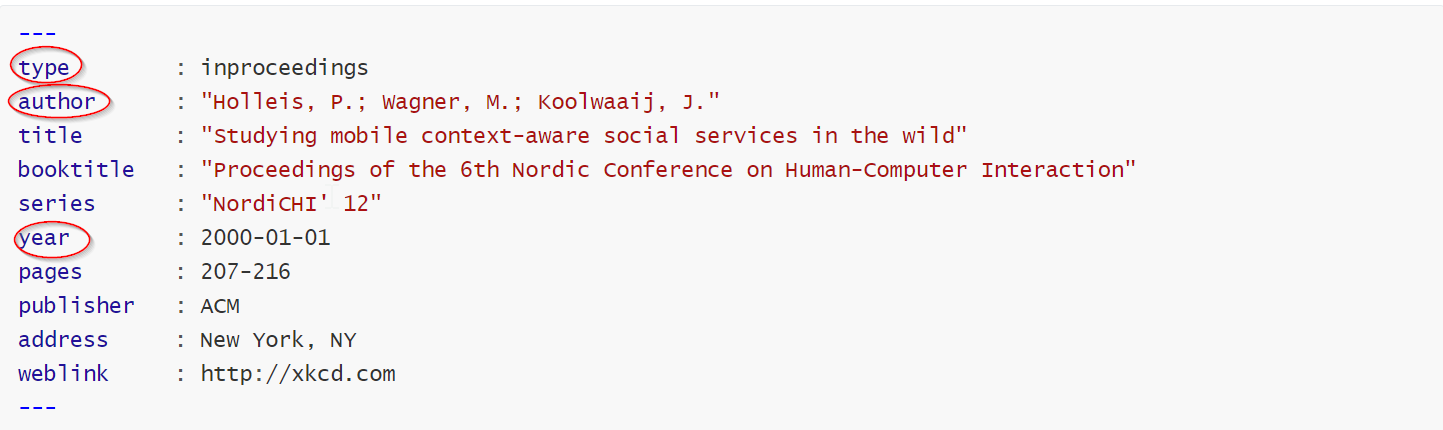 ---
type : inproceedings
author : "Holleis, P.; Wagner, M.; Koolwaaij, J."
title : "Studying mobile context-aware social services in the wild"
booktitle : "Proceedings of the 6th Nordic Conference on Human-Computer Interaction"
series : "NordiCHI' 12"
year : 2000-01-01
pages : 207-216
publisher : ACM
address : New York, NY
weblink : http://xkcd.com
---